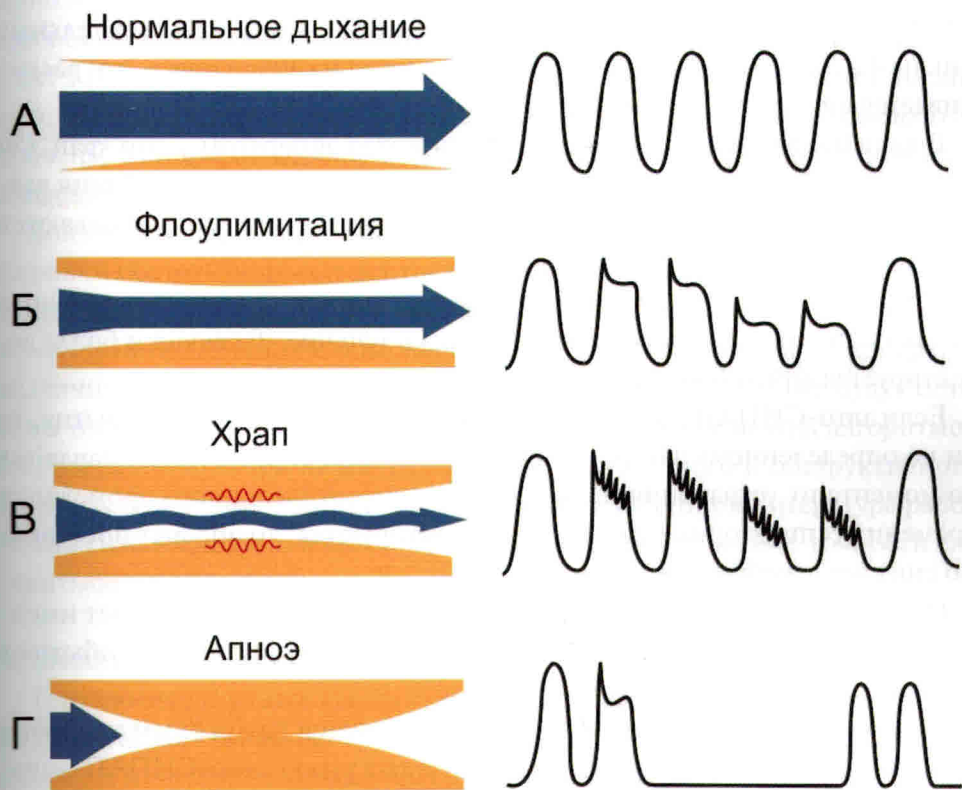 Нормальное дыхание
А
Флоулимитация
Б
Храп
В
Апноэ
Г